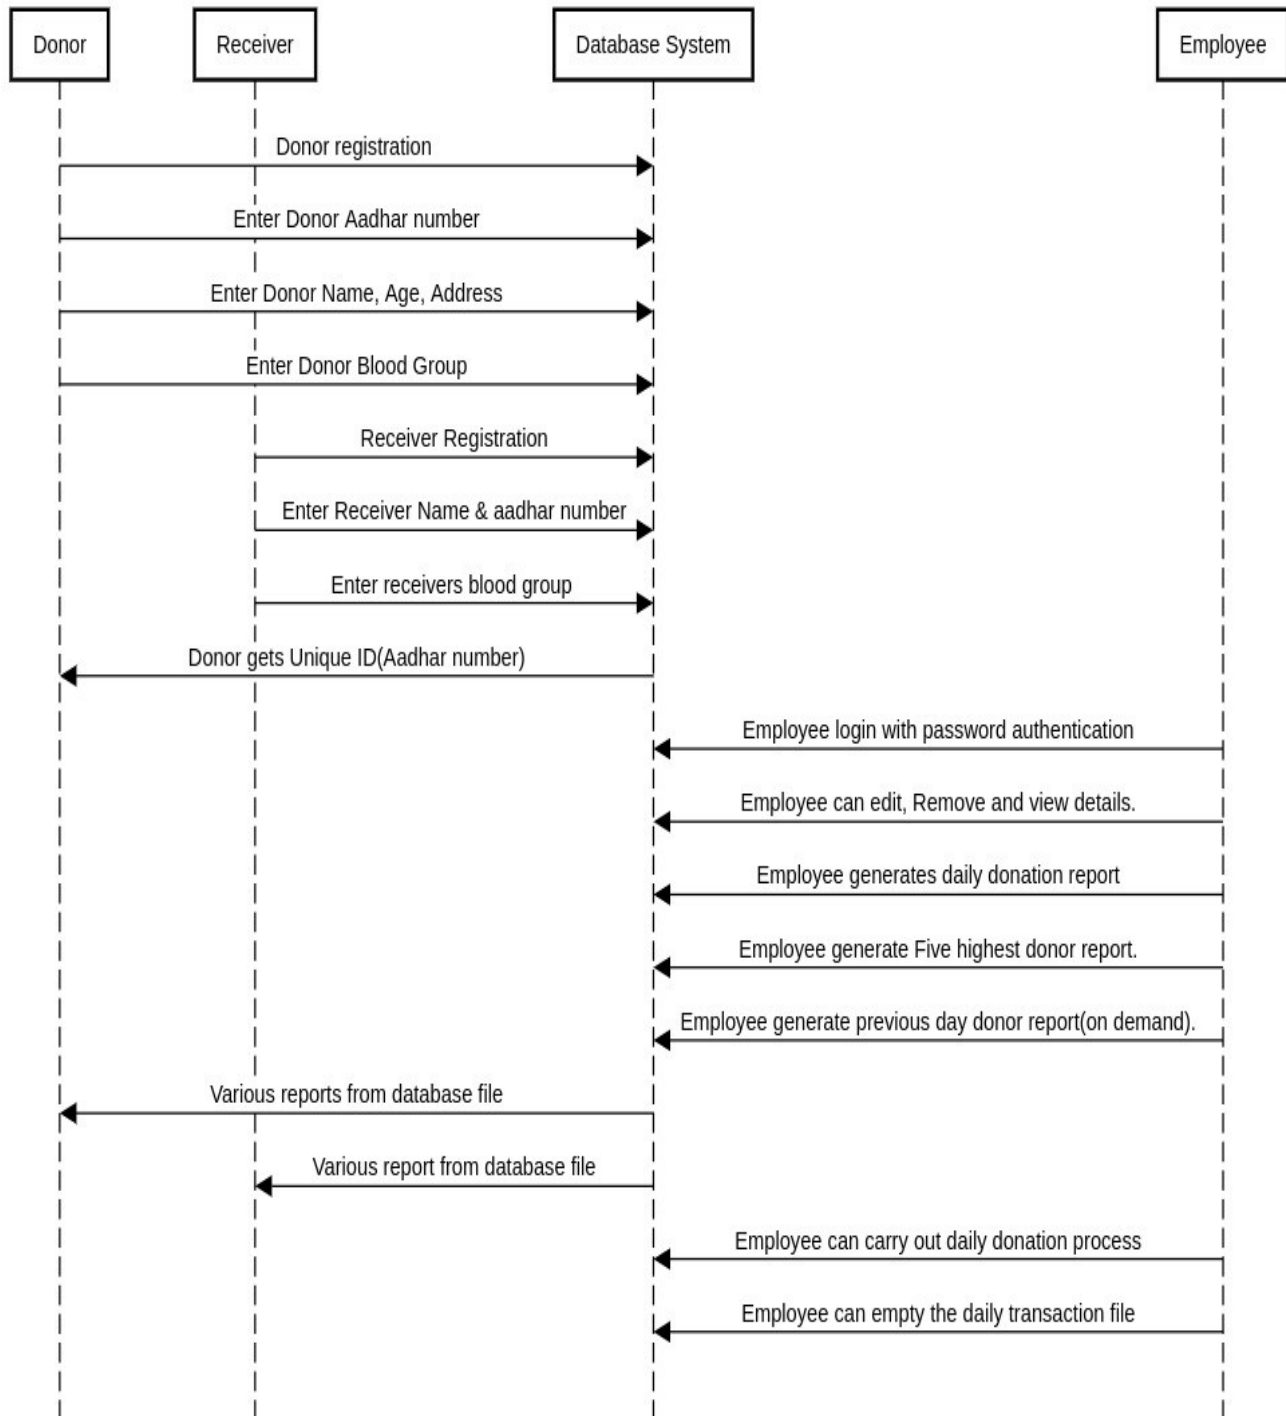 Donor
Receiver
Database System
Employee
Donor registration
Enter Donor Aadhar number
Enter Donor Name, Age, Address
Enter Donor Blood Group
Receiver Registration
Enter Receiver Name & aadhar number
Enter receivers blood group
Donor gets Unique ID(Aadhar number)
Employee login with password authentication
Employee can edit, Remove and view details.
Employee generates daily donation report
Employee generate Five highest donor report.
Employee generate previous day donor report(on demand).
Various reports from database file
Various report from database file
Employee can carry out daily donation process
Employee can empty the daily transaction file